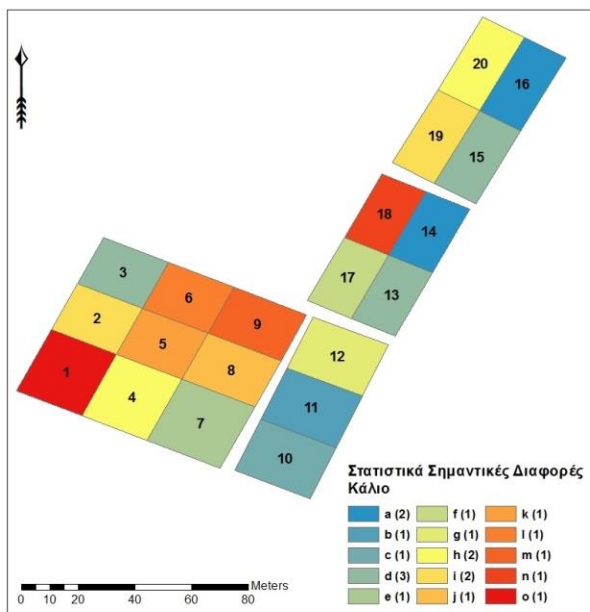 20
16
19
15
18
14
3
17
13
6
2
9
5
12
1
8
4
11
7
10
Στατιστικά Σημαντικές Διαφορές
Κάλιο
a (2) f (1) k (1)
b (1) g (1) l (1)
c (1) h (2) m (1)
d (3) i (2) n (1)
e (1) j (1) o (1)
0 20 40 60 80 Meters